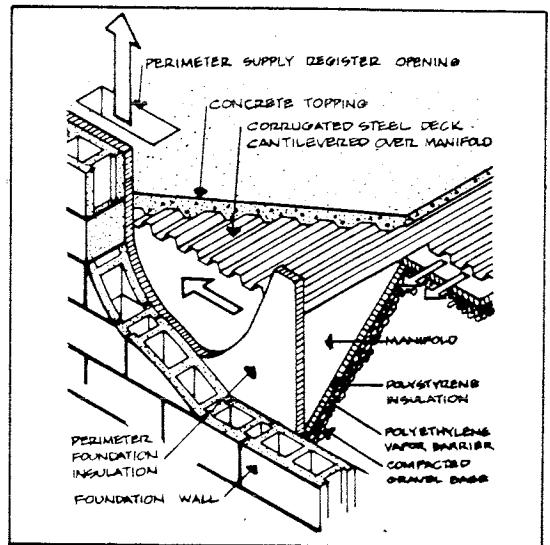 PERIMETER SUPPLY REGISTER OPENING
CONCRETE TOPPING
CORRUGATED STEEL DECK
CANTILEVERED OVER MANIFOLD
MANIFOLD
POLYSTYRENE
INSULATION
POLYETHYLENE
VAPOR BARRIER
COMPACTED
GRAVEL BASE
PERIMETER
FOUNDATION
INSULATION
FOUNDATION WALL